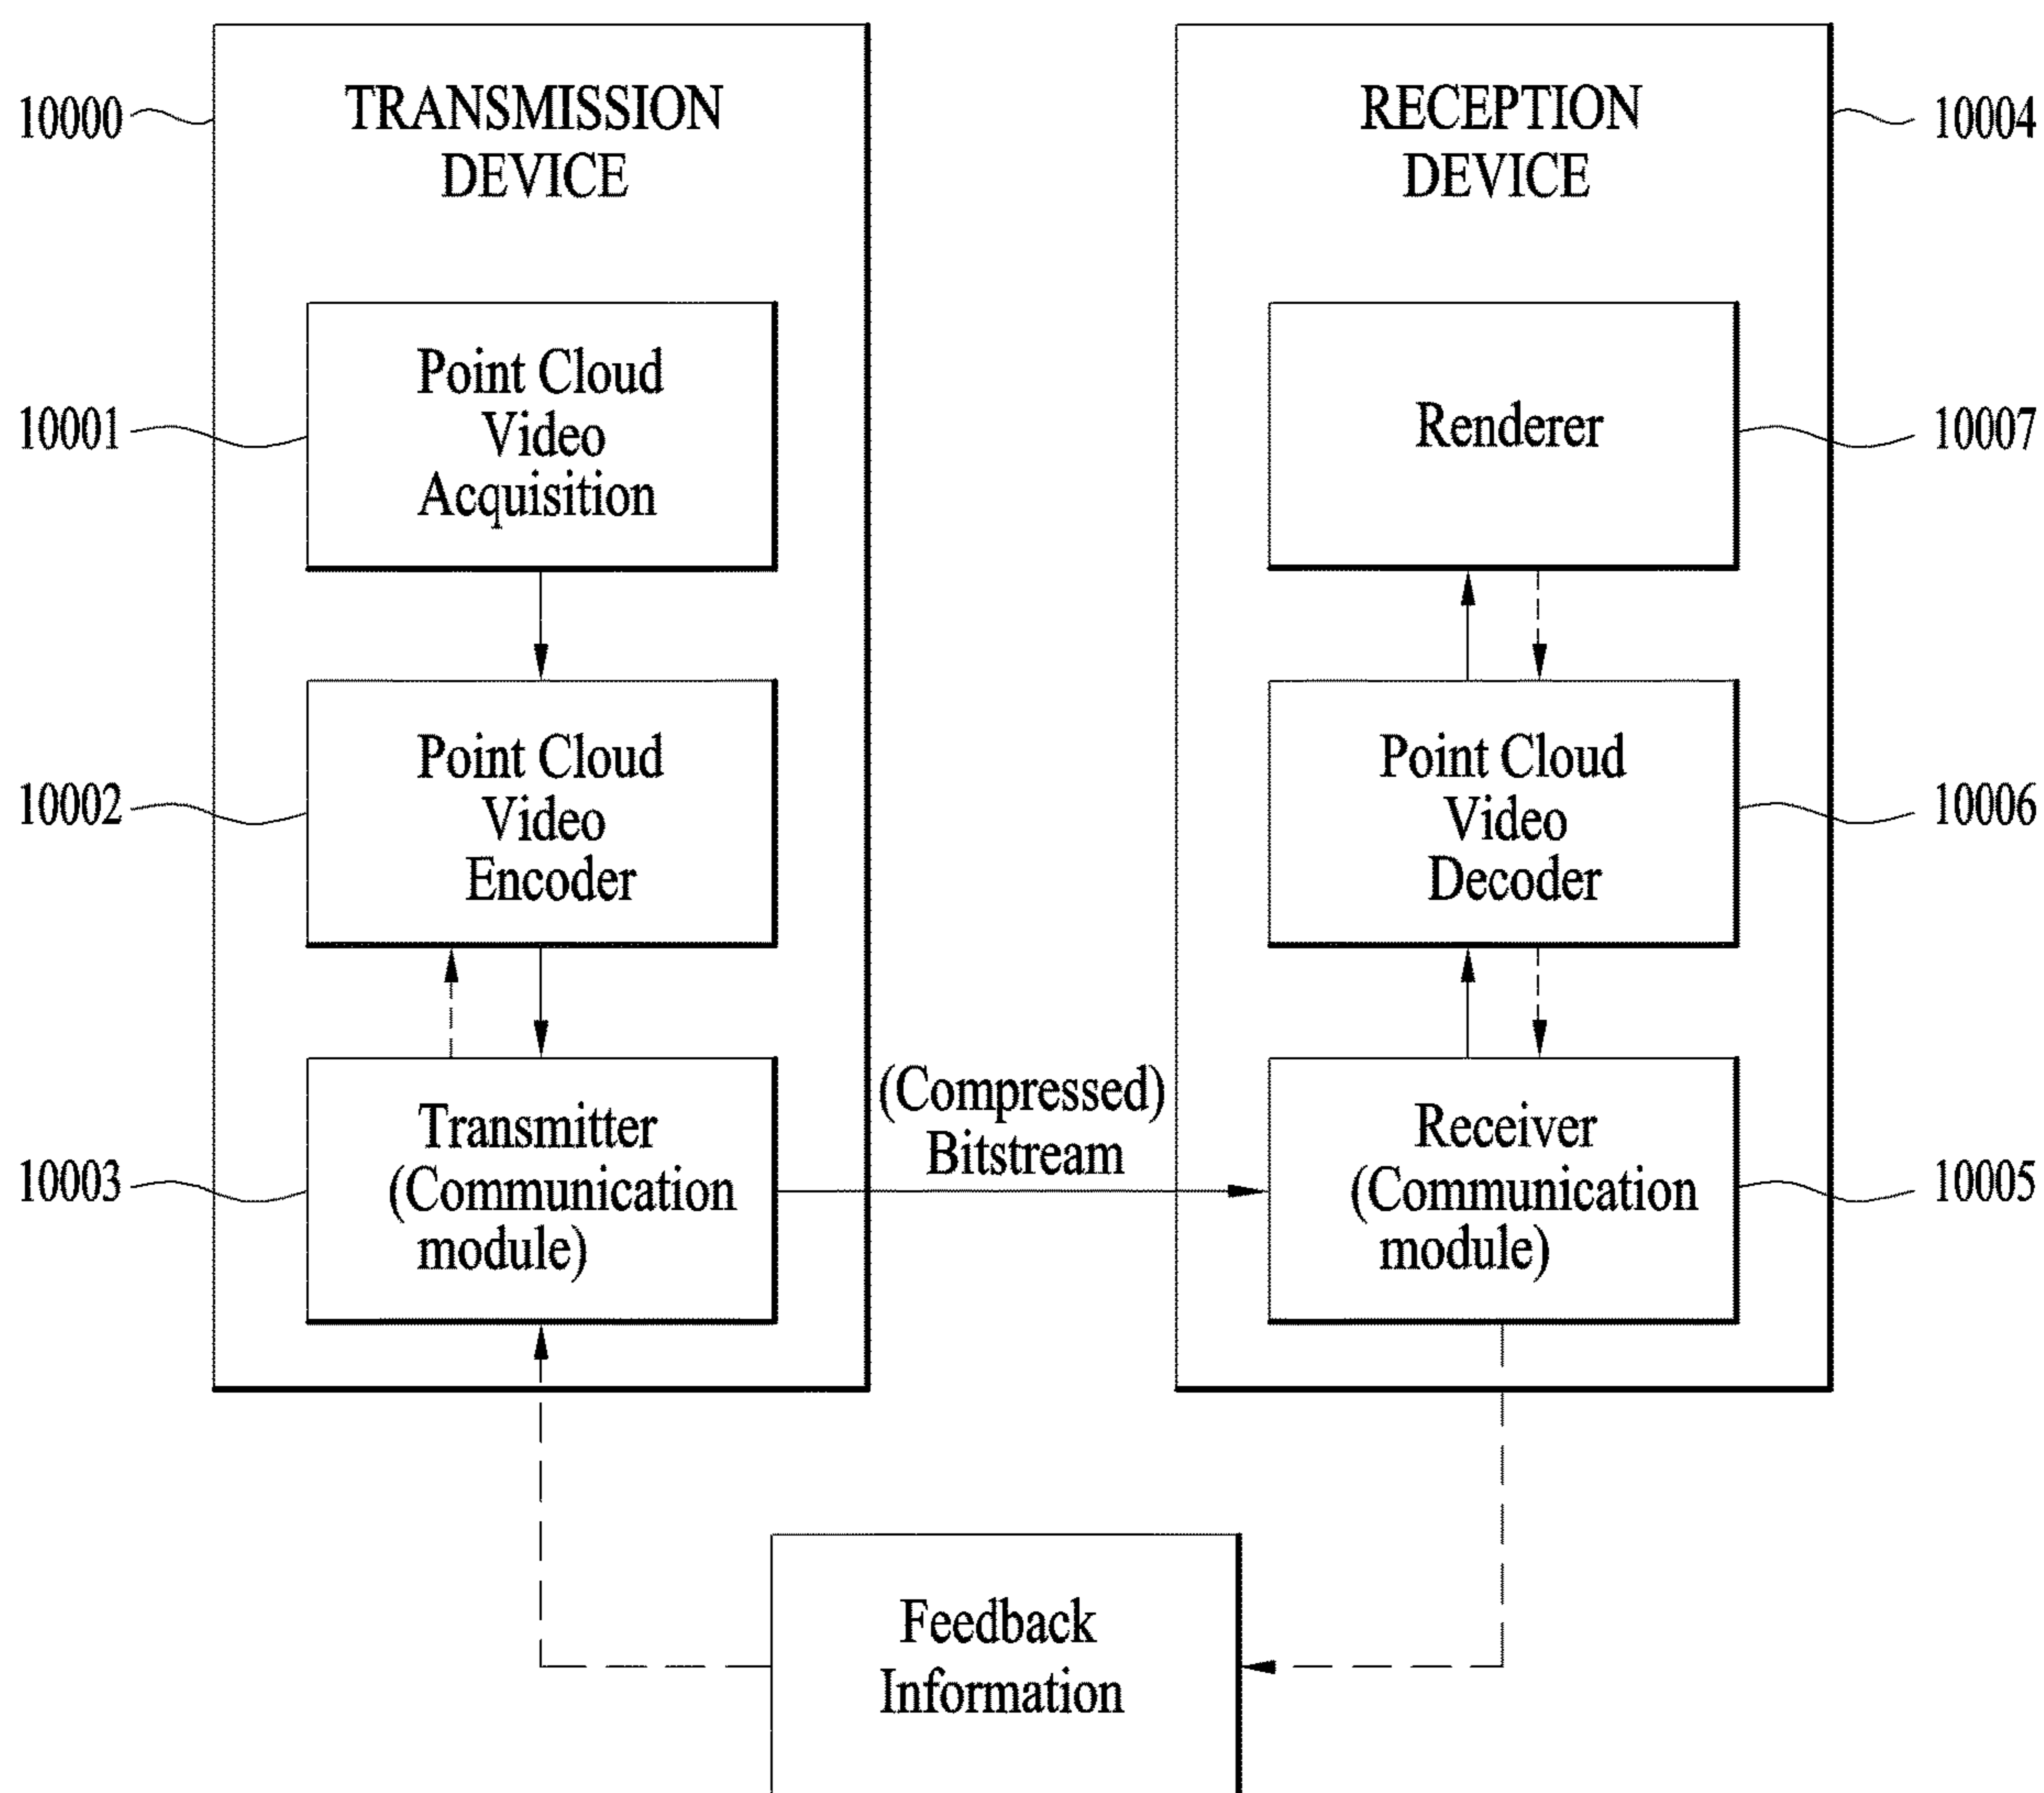 10000
TRANSMISSION
DEVICE
10001
Point Cloud
Video
Acquisition
10002
Point Cloud
Video
Encoder
10003
Transmitter
(Communication
module)
(Compressed)
Bitstream
RECEPTION
DEVICE
10004
Renderer
10007
Point Cloud
Video
Decoder
10006
Receiver
(Communication
module)
10005
Feedback
Information